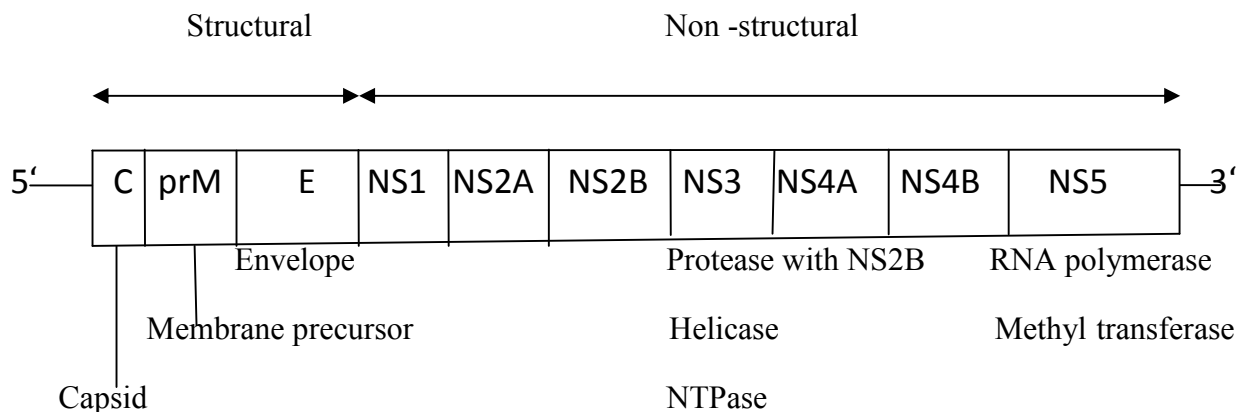 Structural Non -structural
5‘ C prM E NS1 NS2A NS2B NS3 NS4A NS4B NS5 3‘
Envelope Protease with NS2B RNA polymerase
Membrane precursor Helicase Methyl transferase
Capsid NTPase